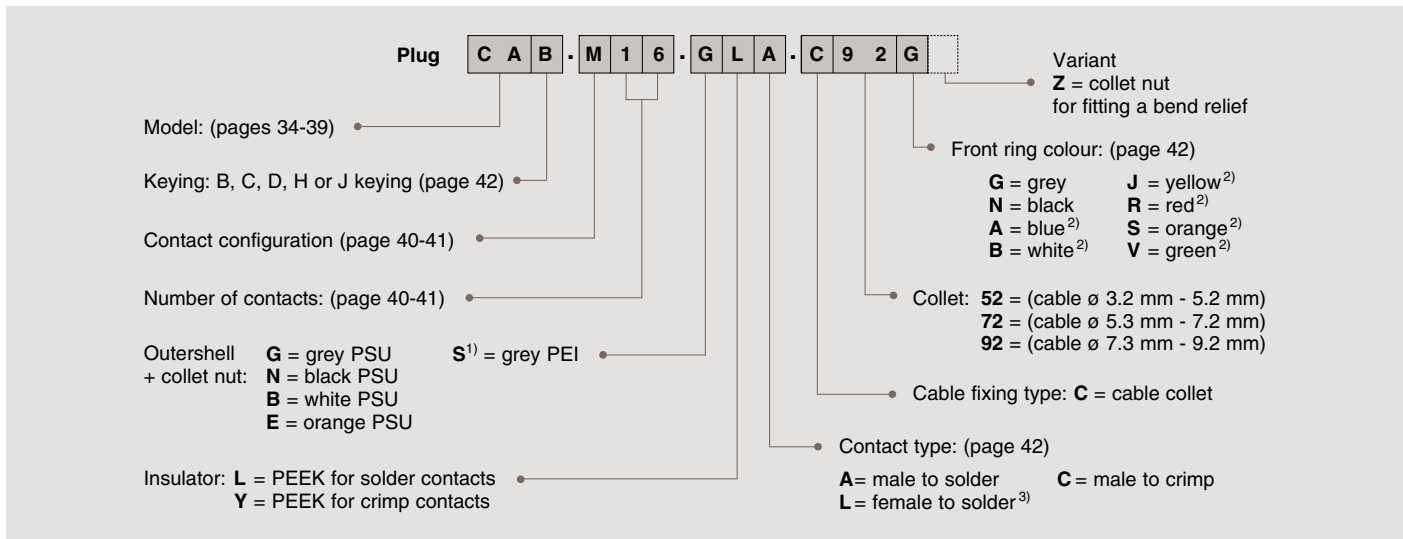 Plug CAB.M16.GLA.C92G
Variant
Z = collet nut
for fitting a bend relief
Model: (pages 34-39)
Front ring colour: (page 42)
G = grey J = yellow2)
N = black R = red2)
A = blue2) S = orange2)
B = white2) V = green2)
Keying: B, C, D, H or J keying (page 42)
Contact configuration (page 40-41)
Number of contacts: (page 40-41)
Collet: 52 = (cable ø 3.2 mm - 5.2 mm)
72 = (cable ø 5.3 mm - 7.2 mm)
92 = (cable ø 7.3 mm - 9.2 mm)
Outershell G = grey PSU S1) = grey PEI
+ collet nut: N = black PSU
B = white PSU
E = orange PSU
Cable fixing type: C = cable collet
Contact type: (page 42)
A= male to solder C = male to crimp
L= female to solder3)
Insulator: L = PEEK for solder contacts
Y = PEEK for crimp contacts